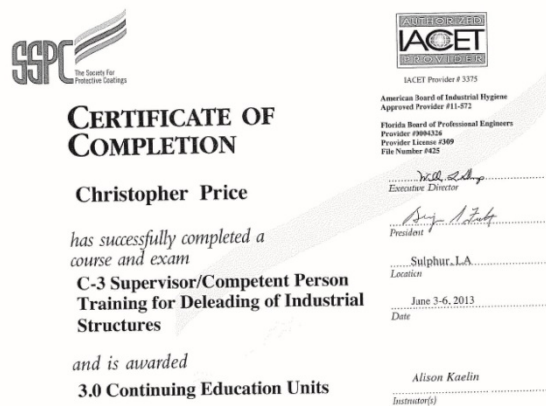 SSPC
The Society For
Protective Coatings
CERTIFICATE OF
COMPLETION
Christopher Price
has successfully completed a
course and exam
C-3 Supervisor/Competent Person
Training for Deleading of Industrial
Structures
and is awarded
3.0 Continuing Education Units
AUTHORIZED
IACET
PROVIDER
IACET Provider # 3375
American Board of Industrial Hygiene
Approved Provider #11-572
Florida Board of Professional Engineers
Provider #0004326
Provider License #309
File Number #425
Executive Director
President
Sulphur, LA
Location
June 3-6, 2013
Date
Alison Kaelin
Instructor(s)